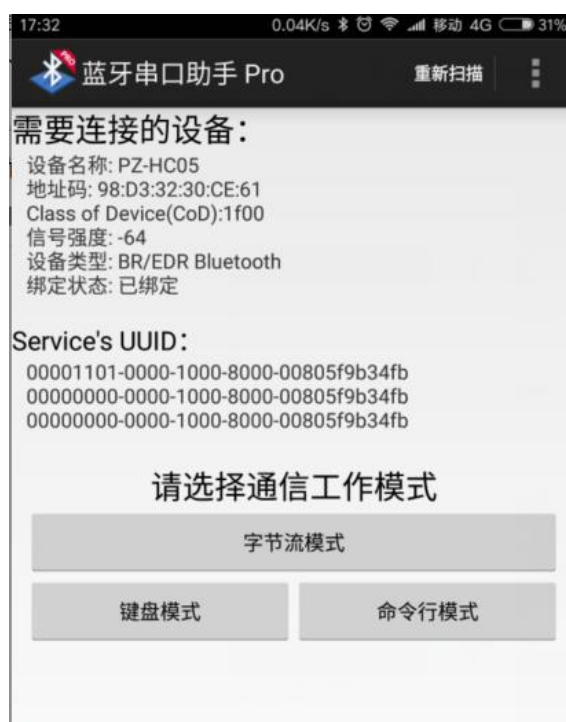 17:32 0.04K/s 移动 4G 31%
蓝牙串口助手 Pro 重新扫描
需要连接的设备：
设备名称: PZ-HC05
地址码: 98:D3:32:30:CE:61
Class of Device(CoD):1f00
信号强度: -64
设备类型: BR/EDR Bluetooth
绑定状态: 已绑定
Service's UUID：
00001101-0000-1000-8000-00805f9b34fb
00000000-0000-1000-8000-00805f9b34fb
00000000-0000-1000-8000-00805f9b34fb
请选择通信工作模式
字节流模式
键盘模式 命令行模式